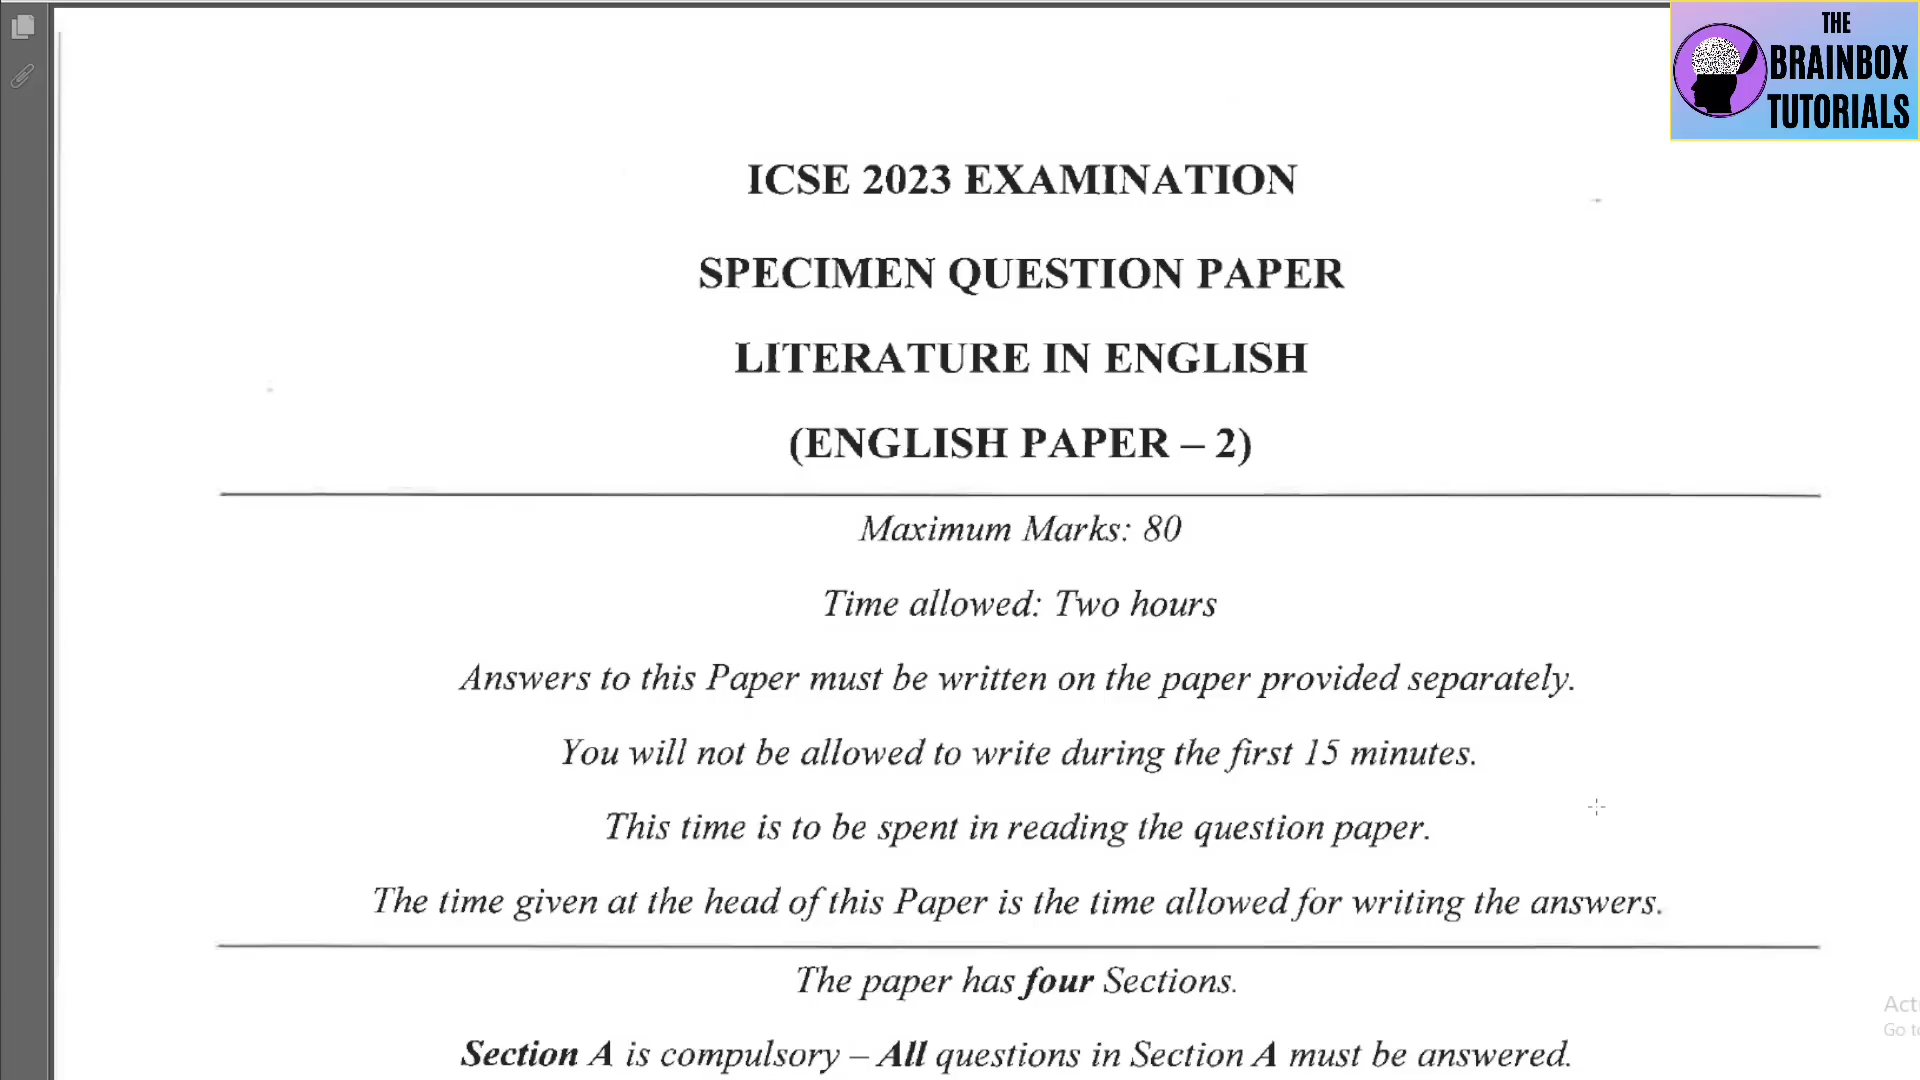 THE
BRAINBOX
TUTORIALS
ICSE 2023 EXAMINATION
SPECIMEN QUESTION PAPER
LITERATURE IN ENGLISH
(ENGLISH PAPER – 2)
Maximum Marks: 80
Time allowed: Two hours
Answers to this Paper must be written on the paper provided separately.
You will not be allowed to write during the first 15 minutes.
This time is to be spent in reading the question paper.
The time given at the head of this Paper is the time allowed for writing the answers.
The paper has four Sections.
Section A is compulsory – All questions in Section A must be answered.